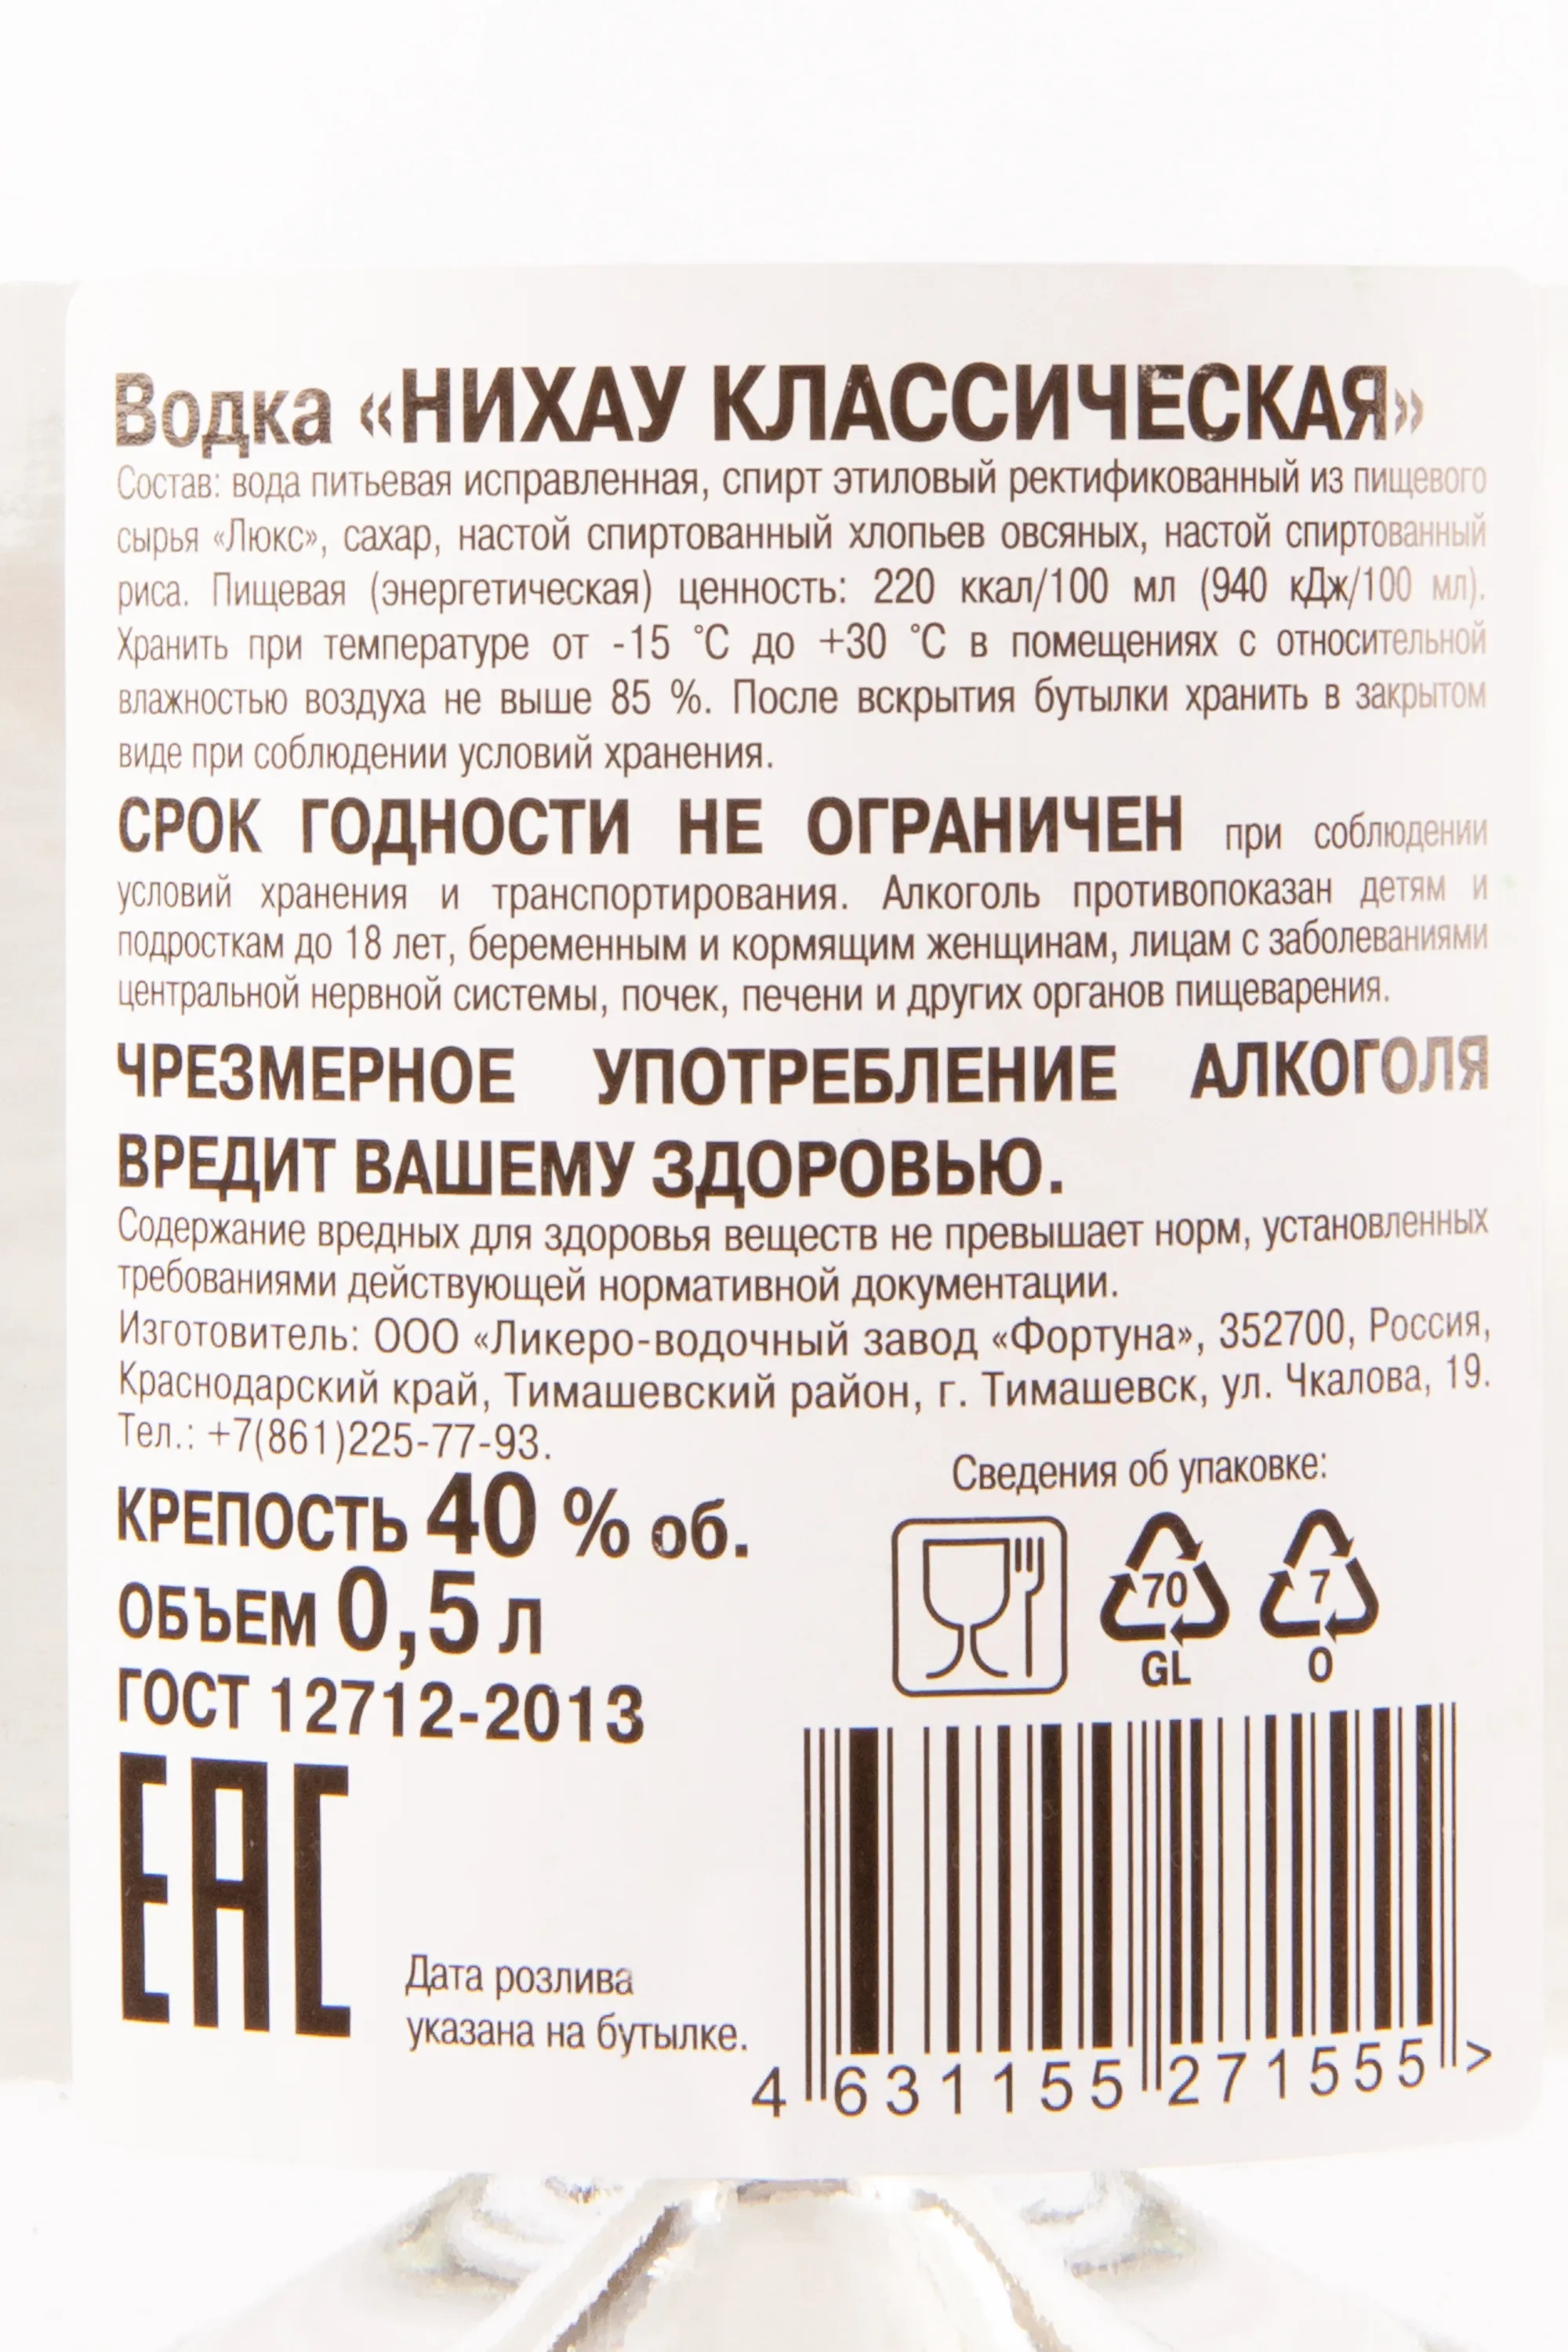 Водка «НИХАУ КЛАССИЧЕСКАЯ»
Состав: вода питьевая исправленная, спирт этиловый ректификованный из пищевого
сырья «Люкс», сахар, настой спиртованный хлопьев овсяных, настой спиртованный
риса. Пищевая (энергетическая) ценность: 220 ккал/100 мл (940 кДж/100 мл).
Хранить при температуре от -15 °С до +30 °С в помещениях с относительной
влажностью воздуха не выше 85 %. После вскрытия бутылки хранить в закрытом
виде при соблюдении условий хранения.
СРОК ГОДНОСТИ НЕ ОГРАНИЧЕН при соблюдении
условий хранения и транспортирования. Алкоголь противопоказан детям и
подросткам до 18 лет, беременным и кормящим женщинам, лицам с заболеваниями
центральной нервной системы, почек, печени и других органов пищеварения.
ЧРЕЗМЕРНОЕ УПОТРЕБЛЕНИЕ АЛКОГОЛЯ
ВРЕДИТ ВАШЕМУ ЗДОРОВЬЮ.
Содержание вредных для здоровья веществ не превышает норм, установленных
требованиями действующей нормативной документации.
Изготовитель: ООО «Ликеро-водочный завод «Фортуна», 352700, Россия,
Краснодарский край, Тимашевский район, г. Тимашевск, ул. Чкалова, 19.
Тел.: +7(861)225-77-93.
Сведения об упаковке:
КРЕПОСТЬ 40 % об.
ОБЪЕМ 0,5 л
70
GL
7
O
ГОСТ 12712-2013
EAC
Дата розлива
указана на бутылке.
4 631155 271555 >